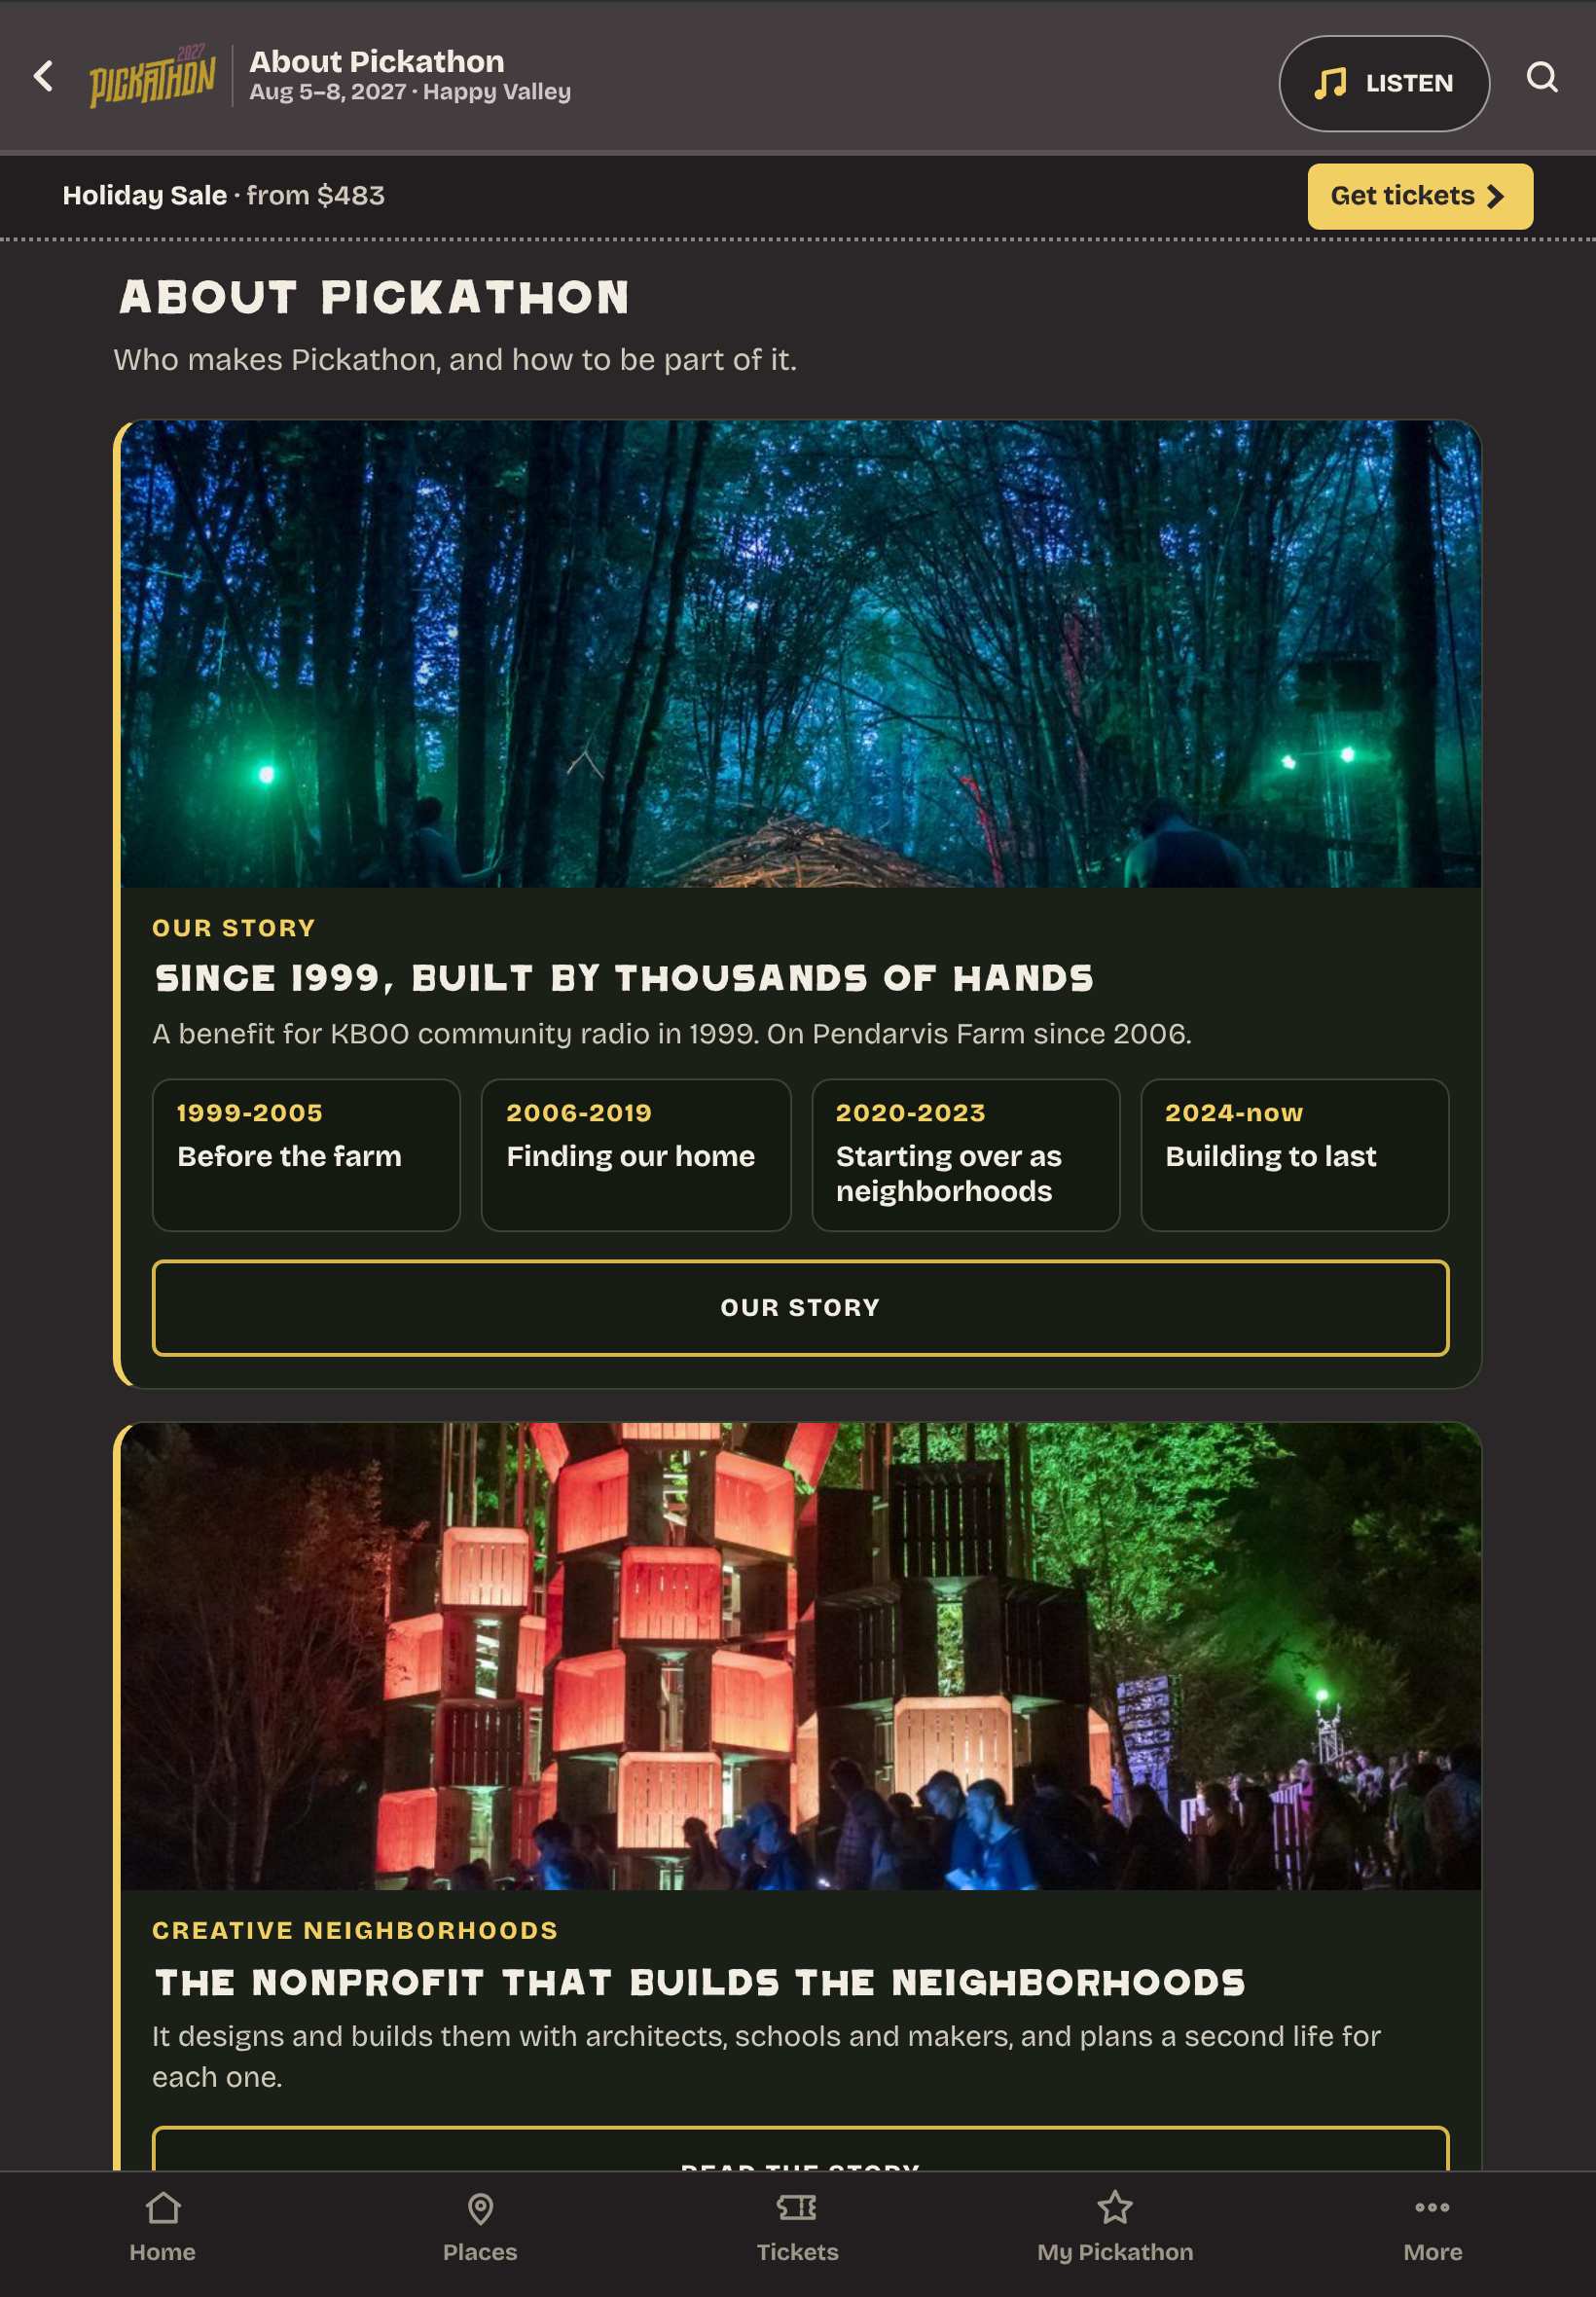 2027
PICKATHON
About Pickathon
Aug 5–8, 2027 · Happy Valley
LISTEN
Holiday Sale · from $483
Get tickets
ABOUT PICKATHON
Who makes Pickathon, and how to be part of it.
OUR STORY
SINCE 1999, BUILT BY THOUSANDS OF HANDS
A benefit for KBOO community radio in 1999. On Pendarvis Farm since 2006.
1999-2005
Before the farm
2006-2019
Finding our home
2020-2023
Starting over as
neighborhoods
2024-now
Building to last
OUR STORY
CREATIVE NEIGHBORHOODS
THE NONPROFIT THAT BUILDS THE NEIGHBORHOODS
It designs and builds them with architects, schools and makers, and plans a second life for
each one.
READ THE STORY
Home
Places
Tickets
My Pickathon
More